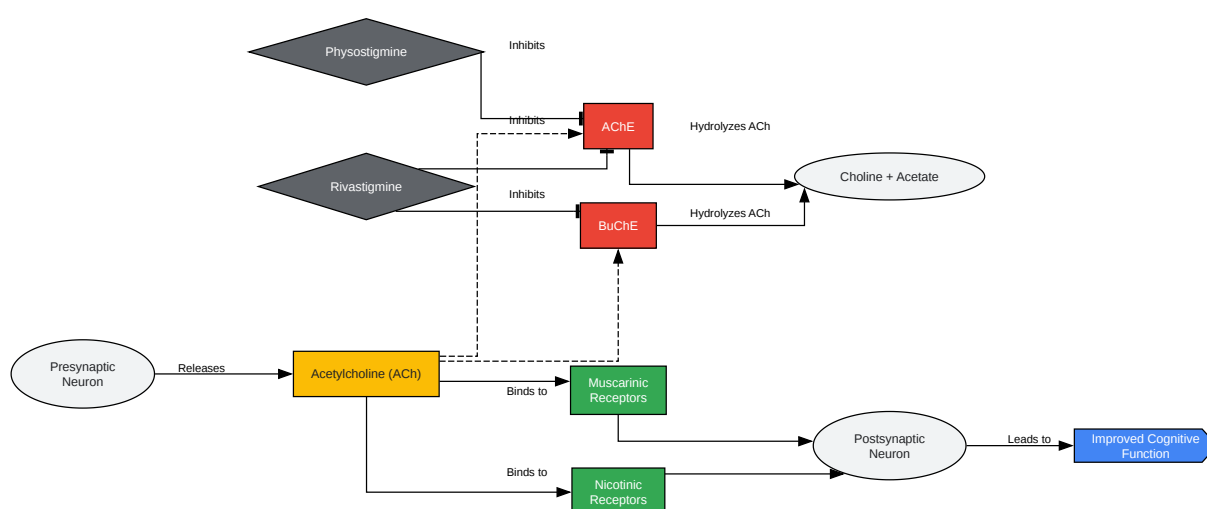 Physostigmine
Inhibits
Inhibits
AChE
Hydrolyzes ACh
Choline + Acetate
Rivastigmine
Inhibits
BuChE
Hydrolyzes ACh
Presynaptic
Neuron
Releases
Acetylcholine (ACh)
Binds to
Muscarinic
Receptors
Binds to
Nicotinic
Receptors
Postsynaptic
Neuron
Leads to
Improved Cognitive
Function